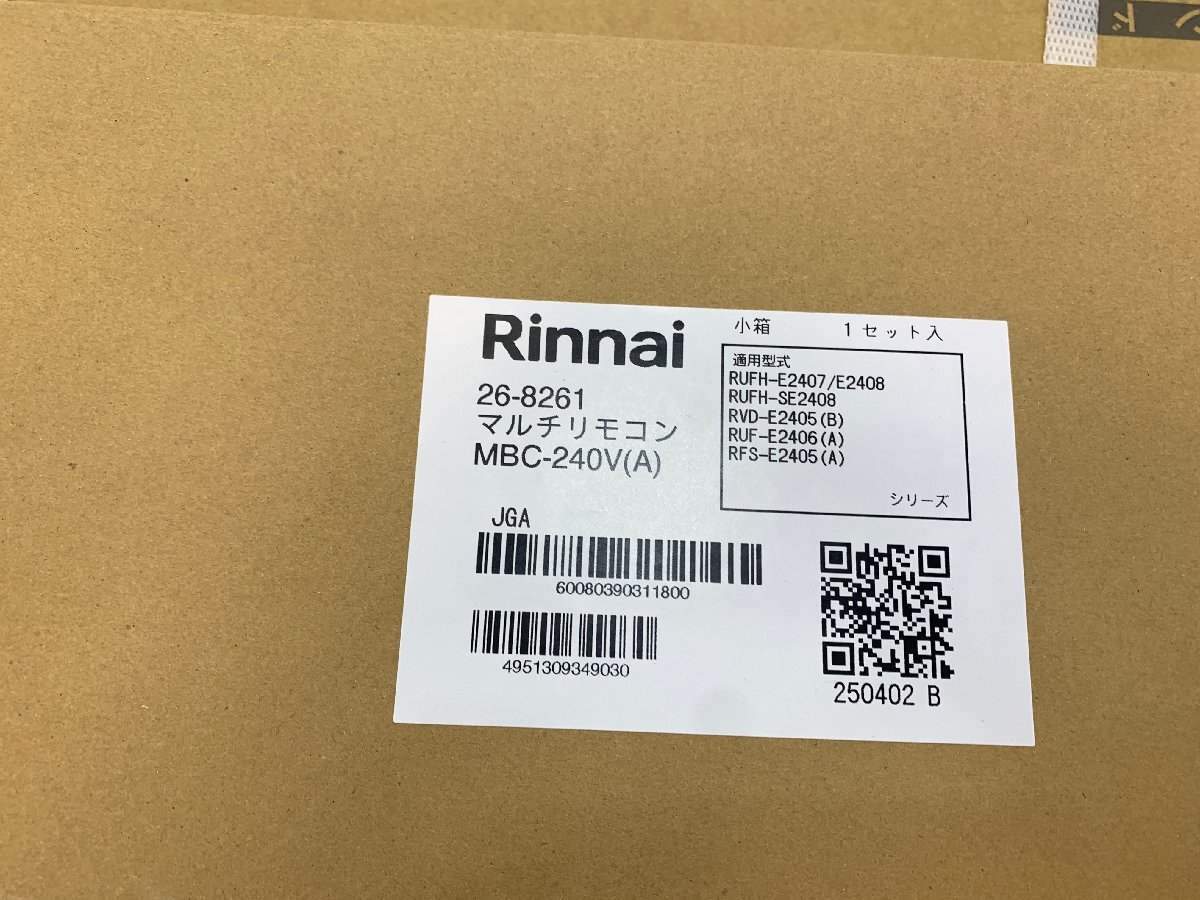 Rinnai
26-8261
マルチリモコン
MBC-240V(A)
小箱 1セット入
適用型式
RUFH-E2407/E2408
RUFH-SE2408
RVD-E2405(B)
RUF-E2406(A)
RFS-E2405(A)
シリーズ
JGA
60080390311800
4951309349030
250402 B